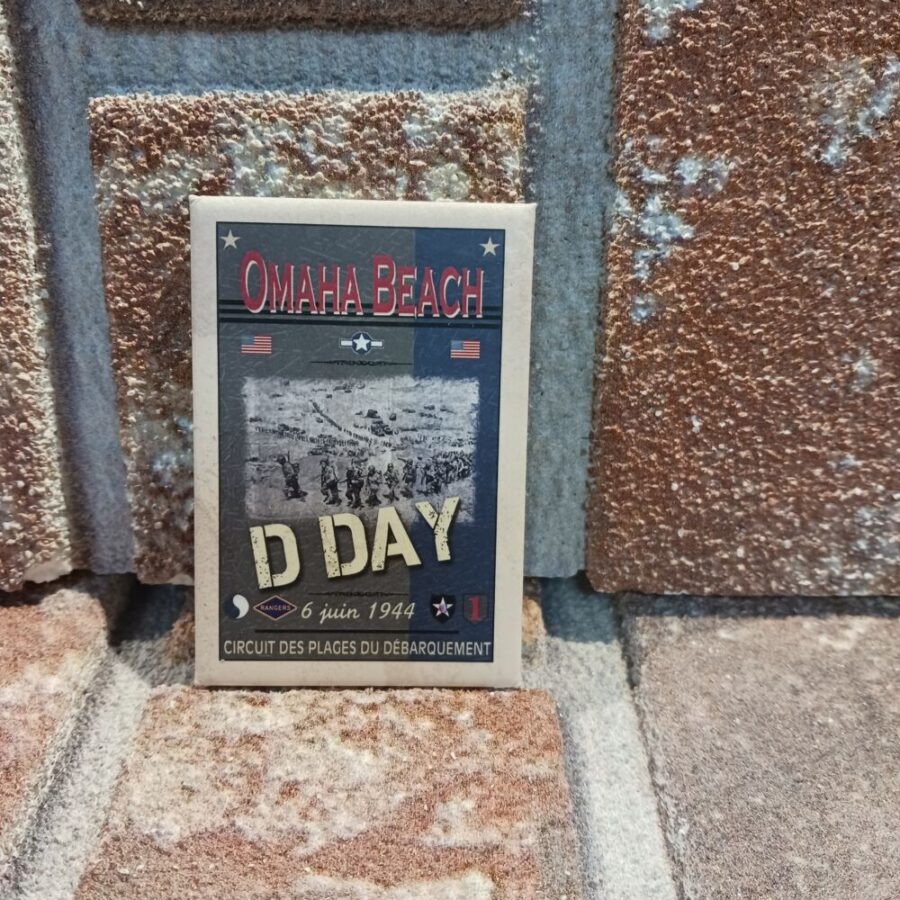 OMAHA BEACH
D DAY
RANGERS
6 juin 1944
1
CIRCUIT DES PLAGES DU DÉBARQUEMENT